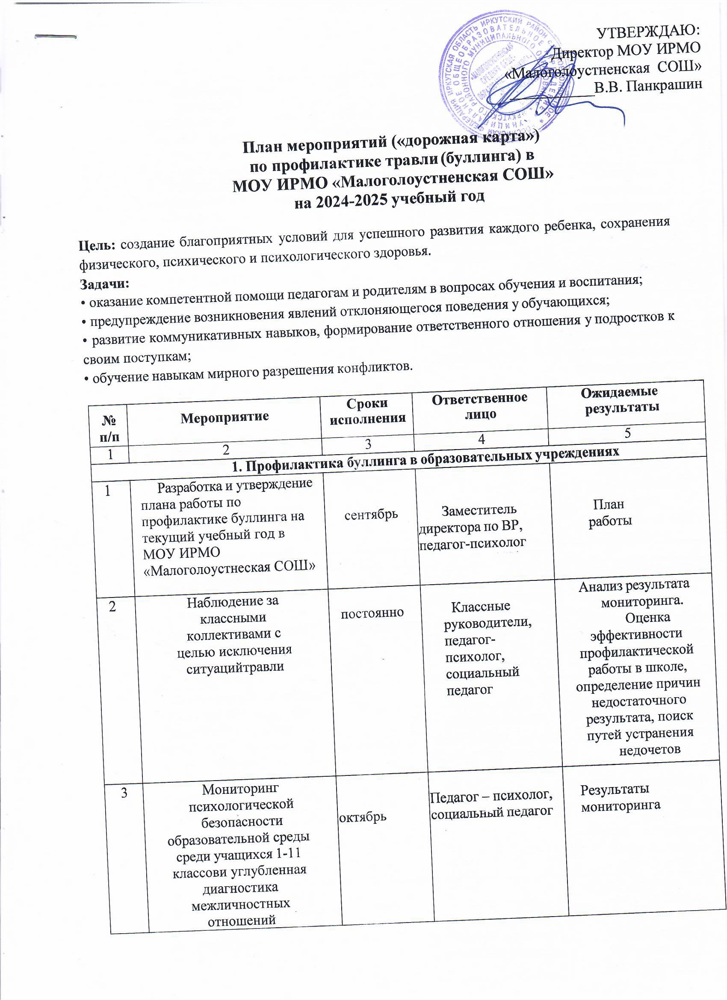 УТВЕРЖДАЮ:
Директор МОУ ИРМО
«Малоголоустненская СОШ»
____________В.В. Панкрашин
План мероприятий («дорожная карта»)
по профилактике травли (буллинга) в
МОУ ИРМО «Малоголоустненская СОШ»
на 2024-2025 учебный год
Цель: создание благоприятных условий для успешного развития каждого ребенка, сохранения
физического, психического и психологического здоровья.
Задачи:
• оказание компетентной помощи педагогам и родителям в вопросах обучения и воспитания;
• предупреждение возникновения явлений отклоняющегося поведения у обучающихся;
• развитие коммуникативных навыков, формирование ответственного отношения у подростков к
своим поступкам;
• обучение навыкам мирного разрешения конфликтов.
№
п/п
Мероприятие
Сроки
исполнения
Ответственное
лицо
Ожидаемые
результаты
1
2
3
4
5
1. Профилактика буллинга в образовательных учреждениях
1
Разработка и утверждение
плана работы по
профилактике буллинга на
текущий учебный год в
МОУ ИРМО
«Малоголоустнеская СОШ»
сентябрь
Заместитель
директора по ВР,
педагог-психолог
План
работы
2
Наблюдение за
классными
коллективами с
целью исключения
ситуацийтравли
постоянно
Классные
руководители,
педагог-
психолог,
социальный
педагог
Анализ результата
мониторинга.
Оценка
эффективности
профилактической
работы в школе,
определение причин
недостаточного
результата, поиск
путей устранения
недочетов
3
Мониторинг
психологической
безопасности
образовательной среды
среди учащихся 1-11
классови углубленная
диагностика
межличностных
отношений
октябрь
Педагог – психолог,
социальный педагог
Результаты
мониторинга